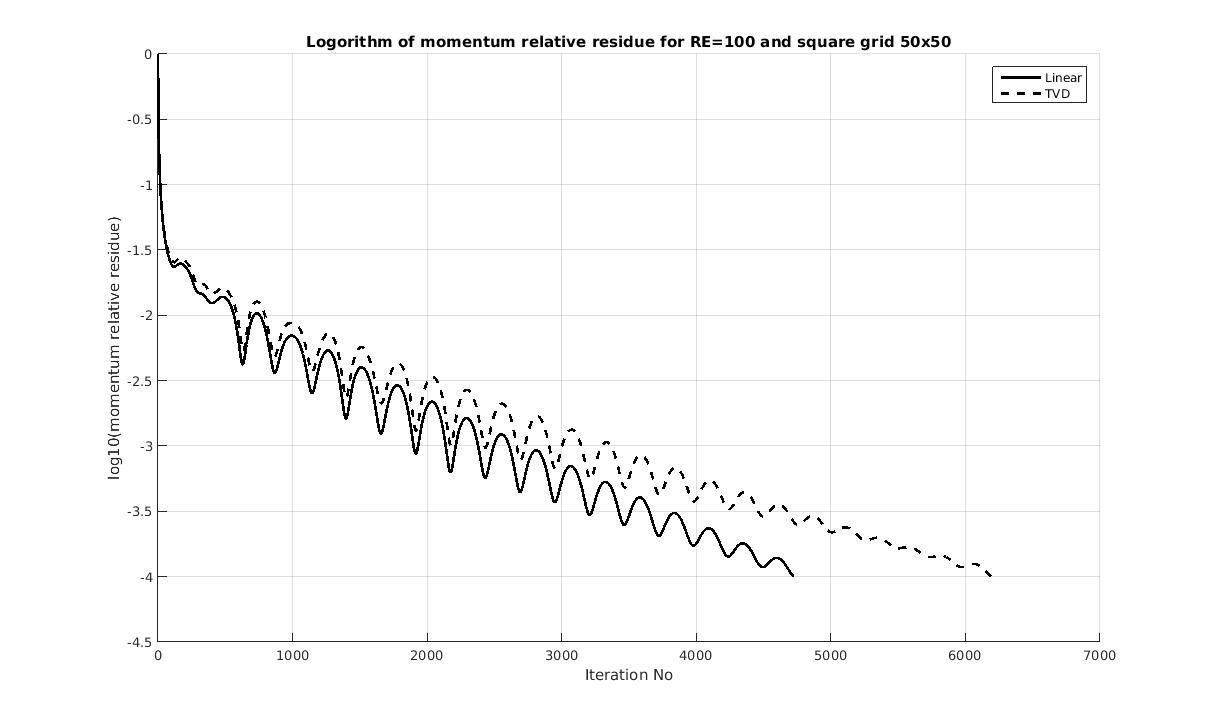 Logorithm of momentum relative residue for RE=100 and square grid 50x50
Linear
TVD
log10(momentum relative residue)
0
-0.5
-1
-1.5
-2
-2.5
-3
-3.5
-4
-4.5
0 1000 2000 3000 4000 5000 6000 7000
Iteration No